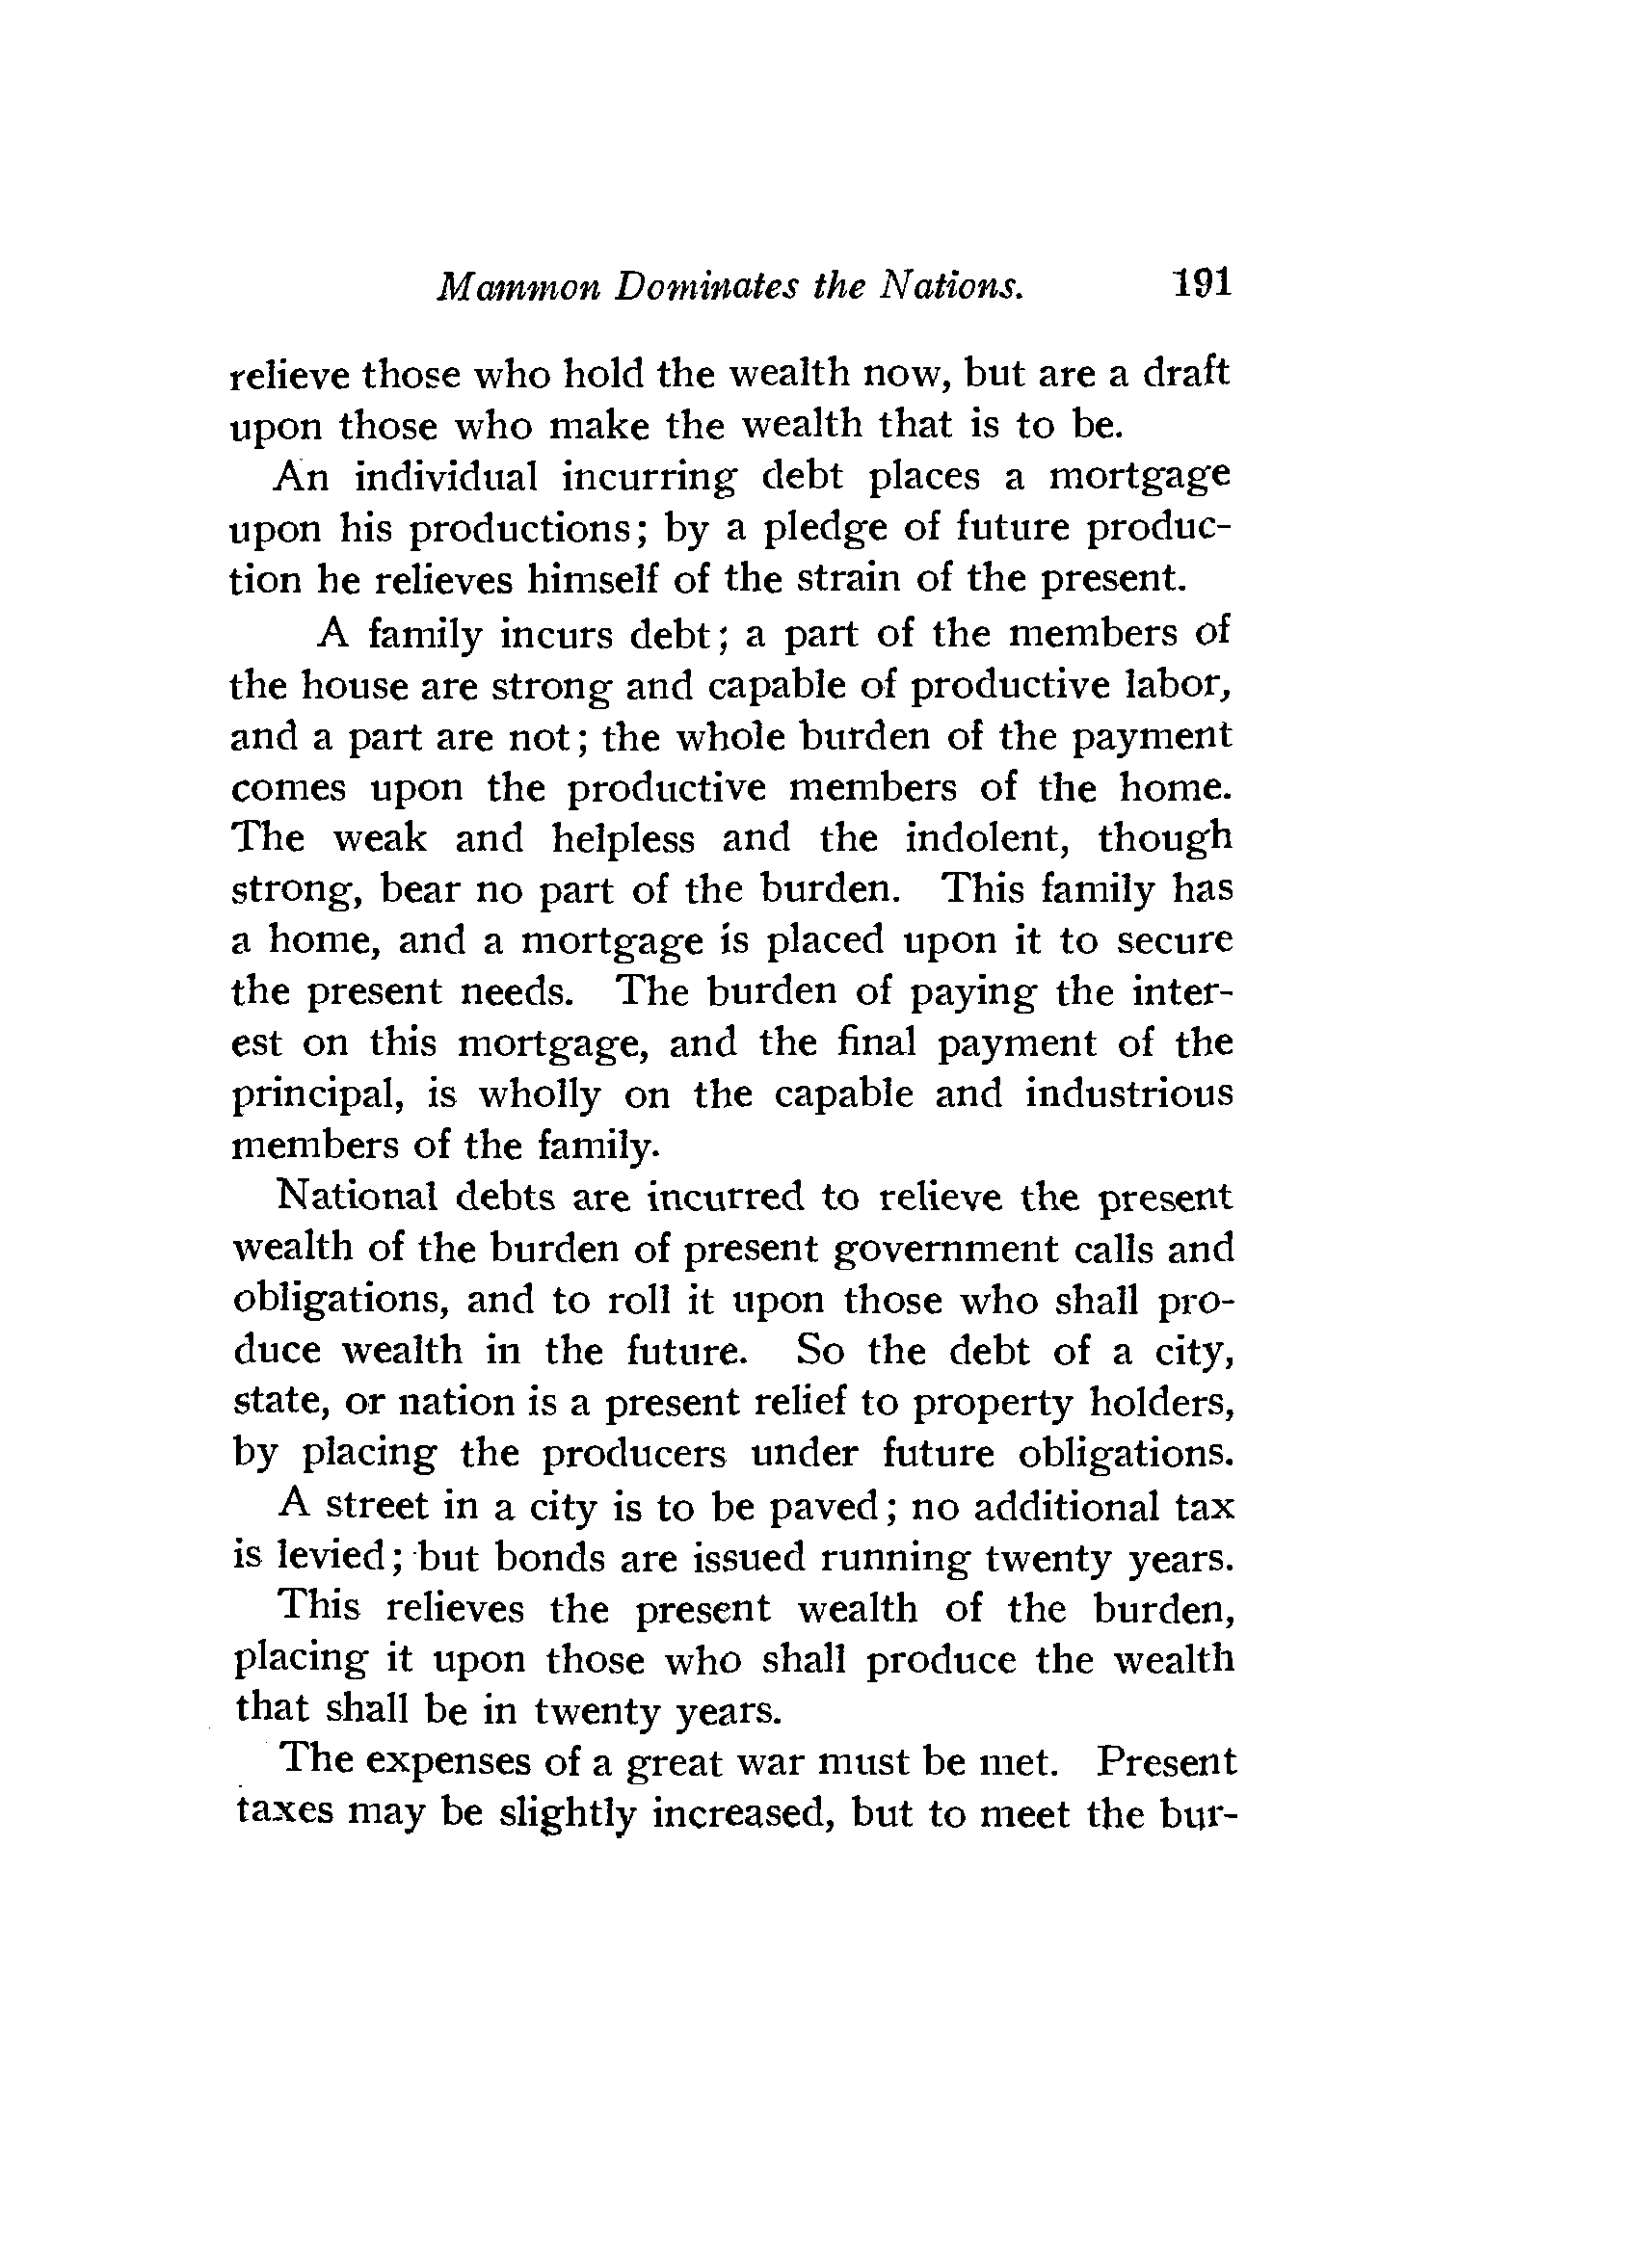 Mammon Dominates the Nations. 191
relieve those who hold the wealth now, but are a draft
upon those who make the wealth that is to be.
An individual incurring debt places a mortgage
upon his productions; by a pledge of future produc-
tion he relieves himself of the strain of the present.
A family incurs debt; a part of the members of
the house are strong and capable of productive labor,
and a part are not; the whole burden of the payment
comes upon the productive members of the home.
The weak and helpless and the indolent, though
strong, bear no part of the burden. This family has
a home, and a mortgage is placed upon it to secure
the present needs. The burden of paying the inter-
est on this mortgage, and the final payment of the
principal, is wholly on the capable and industrious
members of the family.
National debts are incurred to relieve the present
wealth of the burden of present government calls and
obligations, and to roll it upon those who shall pro-
duce wealth in the future. So the debt of a city,
state, or nation is a present relief to property holders,
by placing the producers under future obligations.
A street in a city is to be paved; no additional tax
is levied; but bonds are issued running twenty years.
This relieves the present wealth of the burden,
placing it upon those who shall produce the wealth
that shall be in twenty years.
The expenses of a great war must be met. Present
taxes may be slightly increased, but to meet the bur-